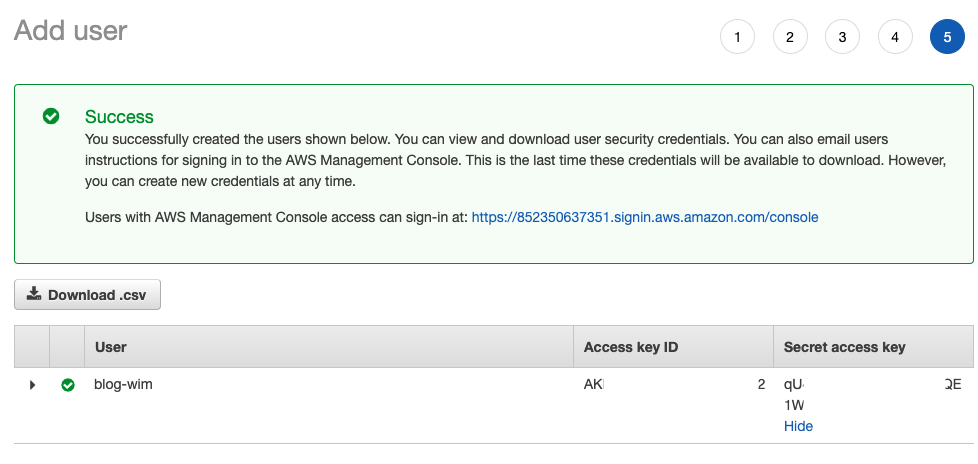 Add user
1 2 3 4 5
Success
You successfully created the users shown below. You can view and download user security credentials. You can also email users
instructions for signing in to the AWS Management Console. This is the last time these credentials will be available to download. However,
you can create new credentials at any time.
Users with AWS Management Console access can sign-in at: https://852350637351.signin.aws.amazon.com/console
Download .csv
User Access key ID Secret access key
blog-wim AK 2 qU QE
1W
Hide